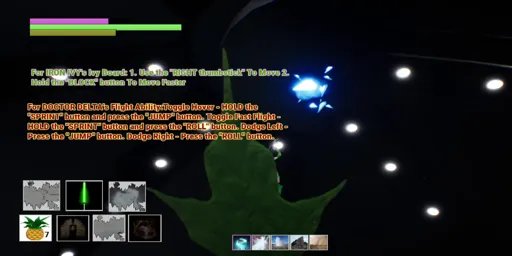 For IRON IVY's Ivy Board: 1. Use the "RIGHT thumbstick" To Move 2.
Hold the "BLOCK" button To Move Faster
For DOCTOR DELTA's Flight Ability:Toggle Hover - HOLD the
"SPRINT" button and press the "JUMP" button. Toggle Fast Flight -
HOLD the "SPRINT" button and press the "ROLL" button. Dodge Left -
Press the "JUMP" button. Dodge Right - Press the "ROLL" button.
7